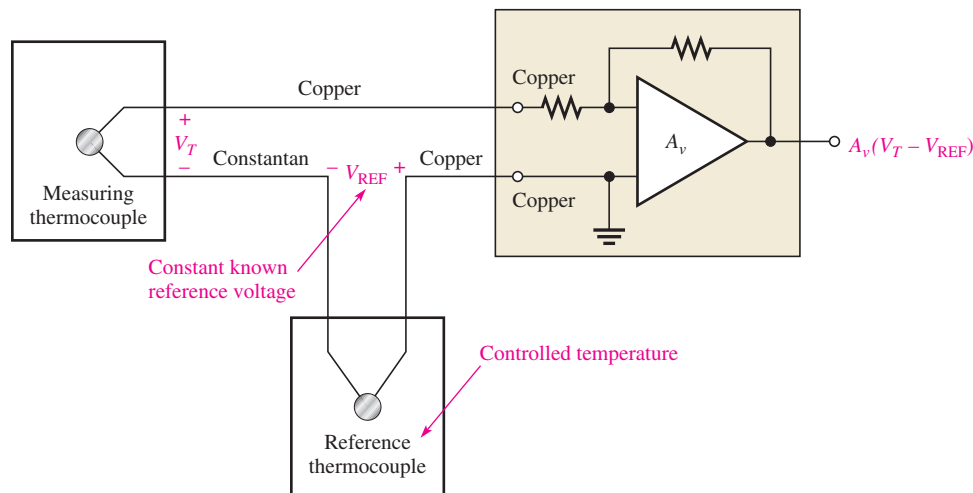 Copper
Copper
+
V_T
−
Constantan
− V_REF +
Copper
Copper
A_v
A_v(V_T − V_REF)
Measuring
thermocouple
Constant known
reference voltage
Controlled temperature
Reference
thermocouple